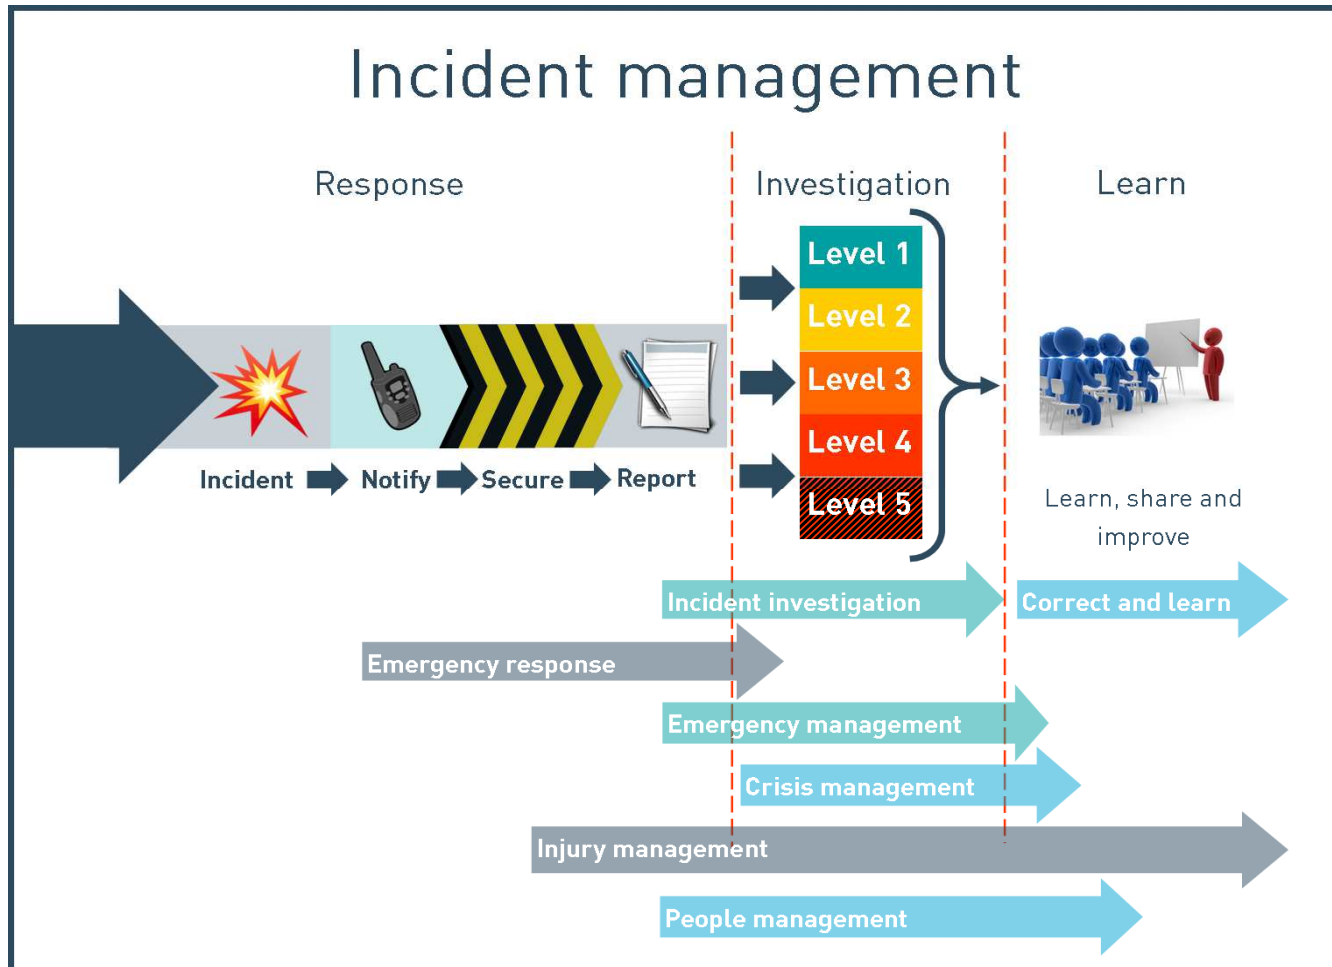 Incident management
Response
Investigation
Learn
Level 1
Level 2
Level 3
Level 4
Level 5
Incident
Notify
Secure
Report
Learn, share and
improve
Incident investigation
Correct and learn
Emergency response
Emergency management
Crisis management
Injury management
People management